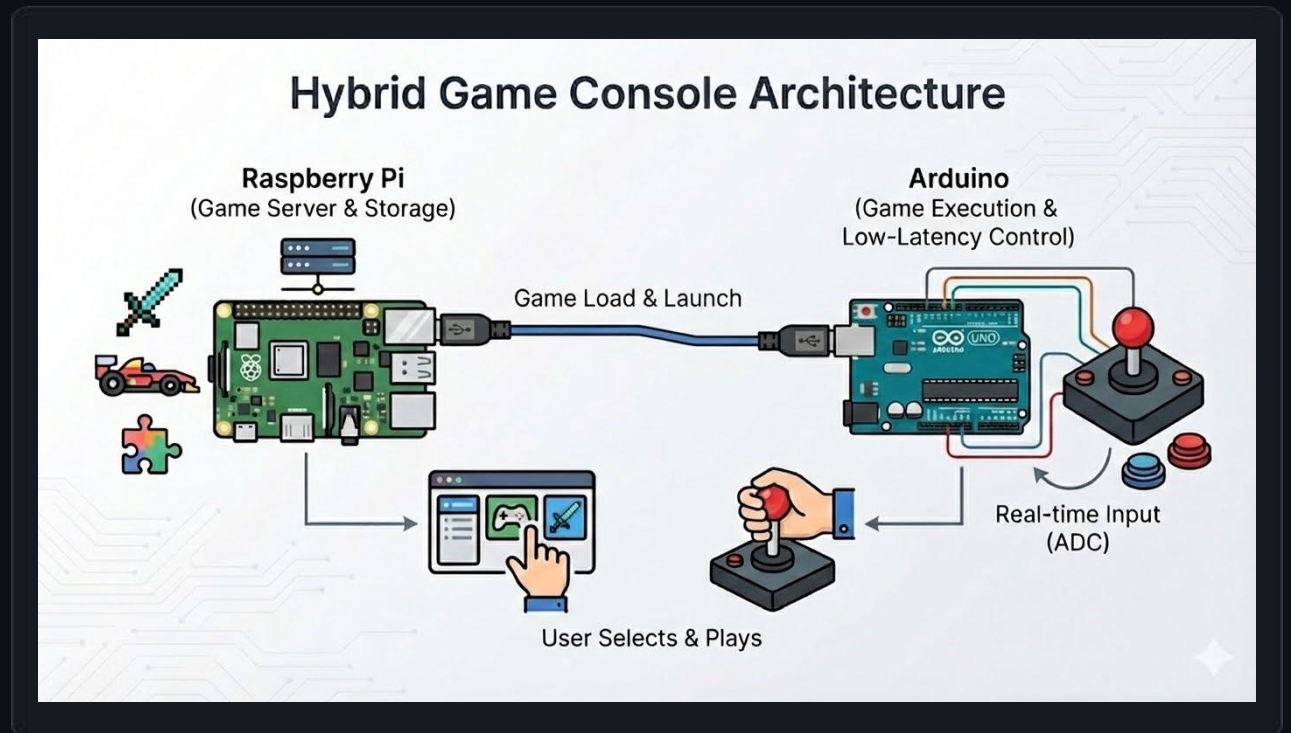 Hybrid Game Console Architecture
Raspberry Pi
(Game Server & Storage)
Arduino
(Game Execution &
Low-Latency Control)
Game Load & Launch
ARDUINO
UNO
Real-time Input
(ADC)
User Selects & Plays